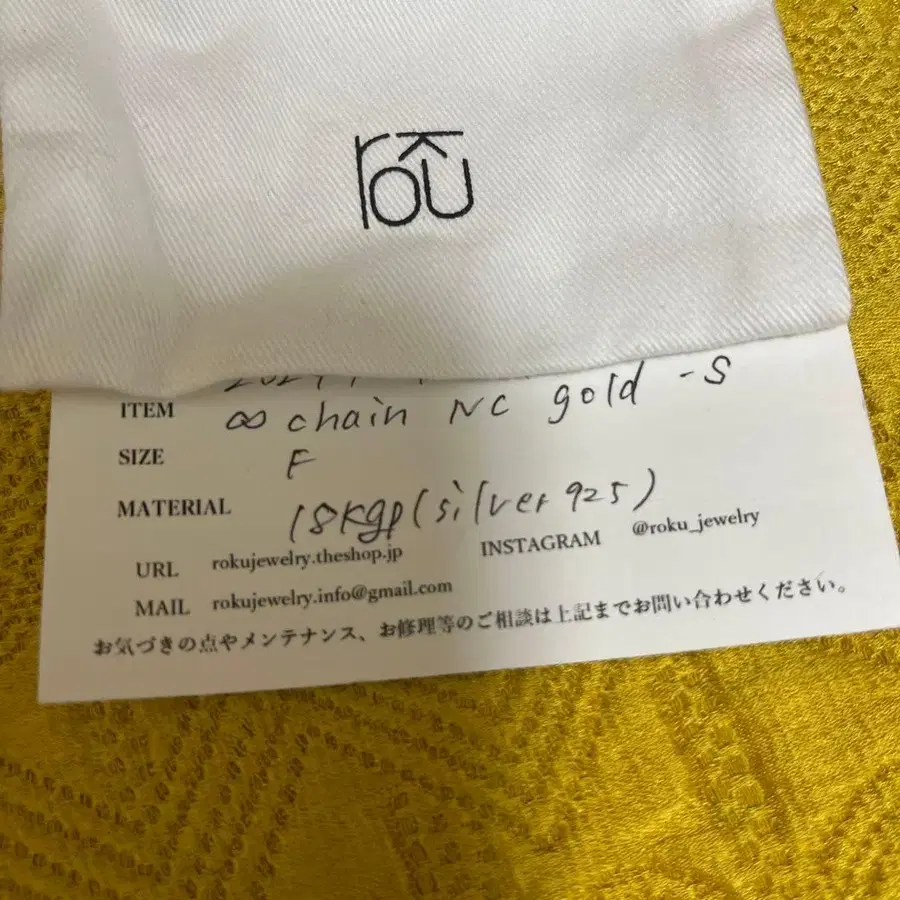 roku
ITEM ∞ chain NC gold -S
SIZE F
MATERIAL 18kgp(silver925)
URL rokujewelry.theshop.jp INSTAGRAM @roku_jewelry
MAIL rokujewelry.info@gmail.com
お気づきの点やメンテナンス、お修理等のご相談は上記までお問い合わせください。